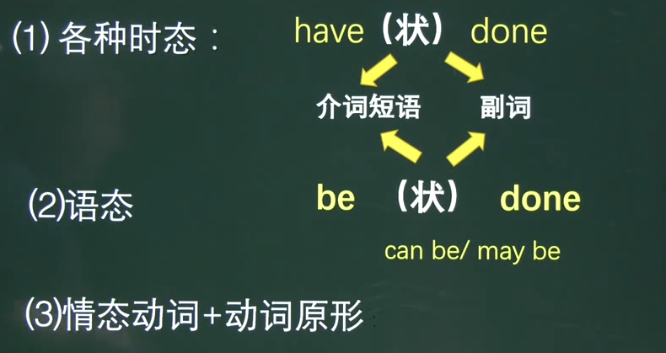 (1) 各种时态： have（状）done
介词短语 副词
(2)语态 be （状） done
can be/ may be
(3)情态动词+动词原形